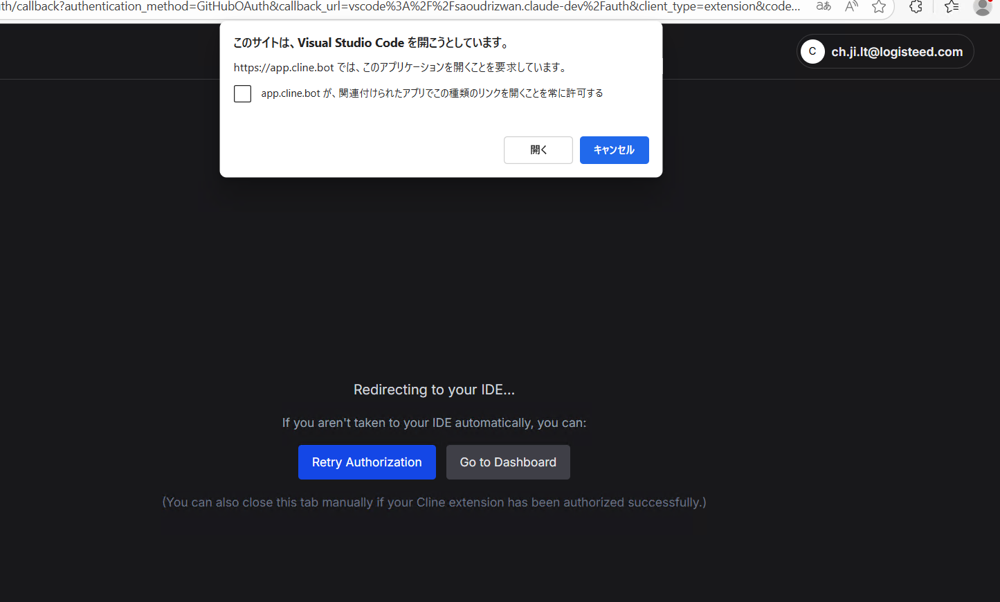 th/callback?authentication_method=GitHubOAuth&callback_url=vscode%3A%2F%2Fsaoudrizwan.claude-dev%2Fauth&client_type=extension&code...
aあ
A
このサイトは、Visual Studio Code を開こうとしています。
https://app.cline.bot では、このアプリケーションを開くことを要求しています。
app.cline.bot が、関連付けられたアプリでこの種類のリンクを開くことを常に許可する
開く キャンセル
C ch.ji.lt@logisteed.com
Redirecting to your IDE...
If you aren't taken to your IDE automatically, you can:
Retry Authorization Go to Dashboard
(You can also close this tab manually if your Cline extension has been authorized successfully.)